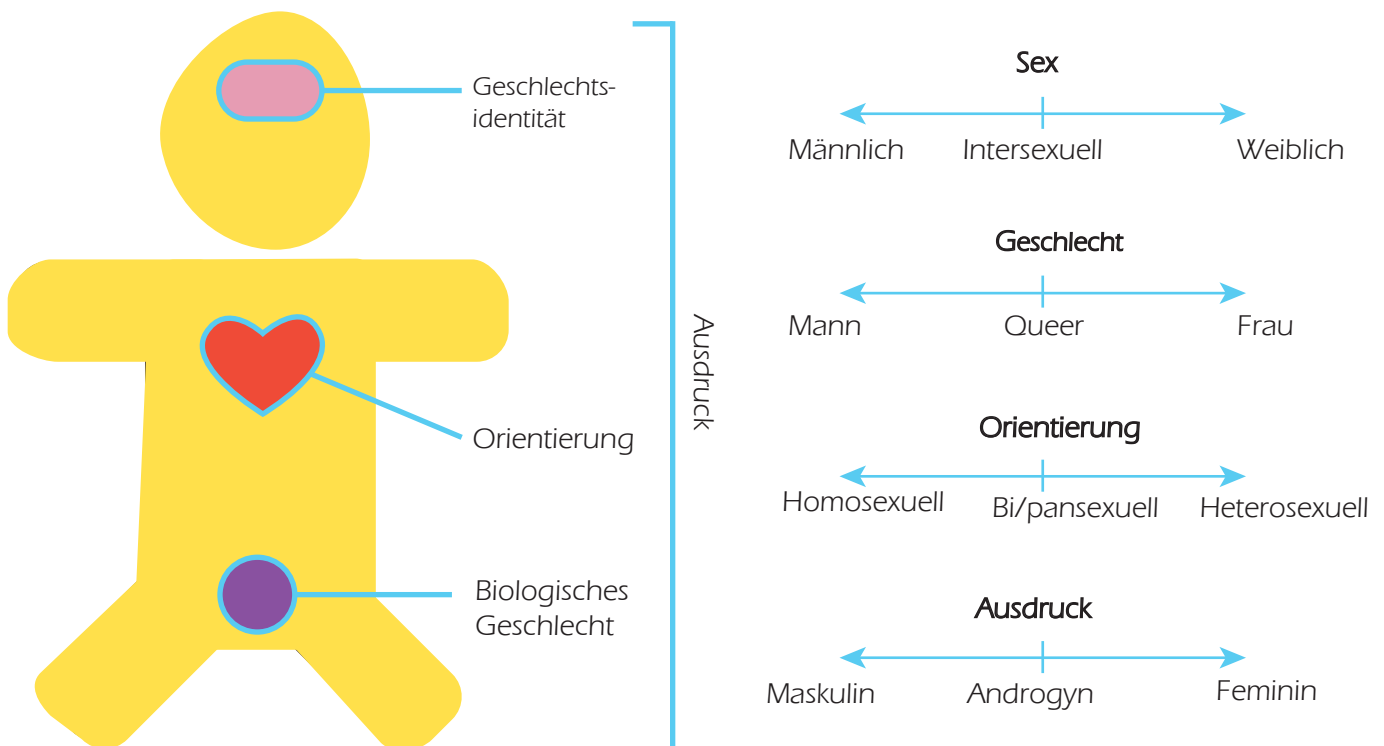 Geschlechts-
identität
Orientierung
Biologisches
Geschlecht
Ausdruck
Sex
Männlich Intersexuell Weiblich
Geschlecht
Mann Queer Frau
Orientierung
Homosexuell Bi/pansexuell Heterosexuell
Ausdruck
Maskulin Androgyn Feminin